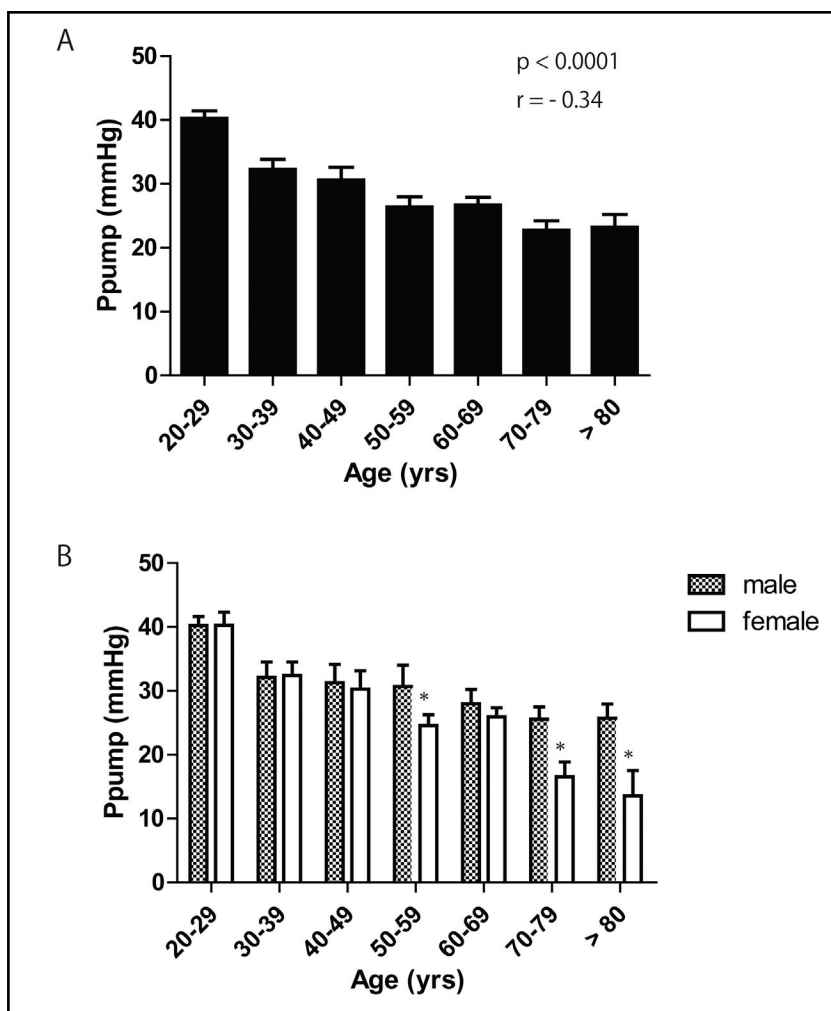 A
p < 0.0001
r = - 0.34
50
40
30
20
10
0
Ppump (mmHg)
20-29
30-39
40-49
50-59
60-69
70-79
> 80
Age (yrs)
B
male
female
50
40
30
20
10
0
Ppump (mmHg)
*
*
*
20-29
30-39
40-49
50-59
60-69
70-79
> 80
Age (yrs)